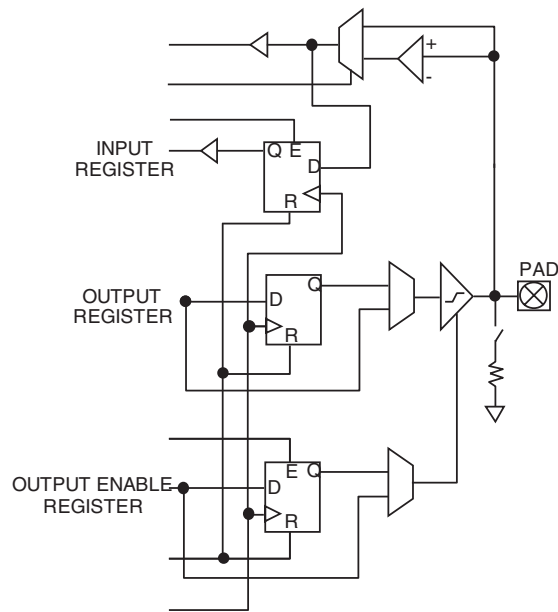 +
-
INPUT
REGISTER
Q E
D
R
PAD
OUTPUT
REGISTER
Q
D
R
OUTPUT ENABLE
REGISTER
E Q
D
R